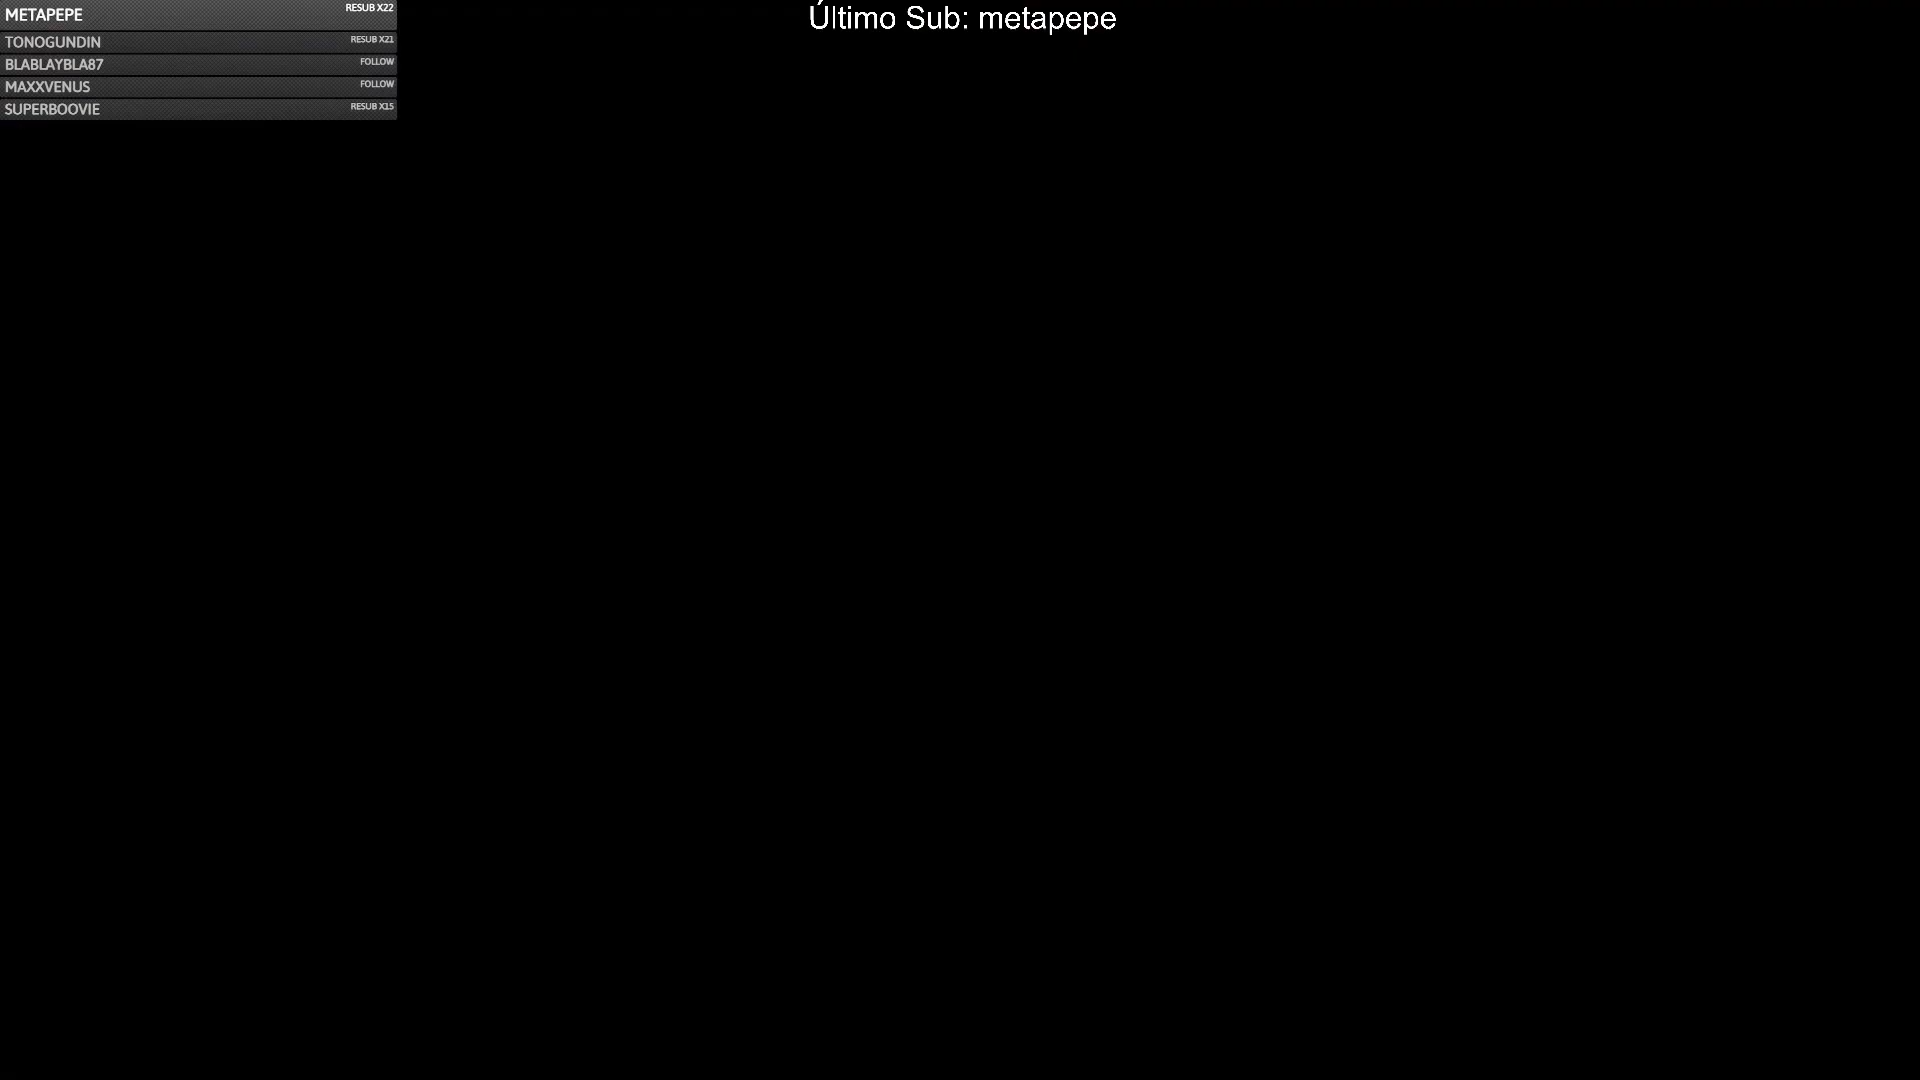 METAPEPE RESUB X22
TONOGUNDIN RESUB X21
BLABLAYBLA87 FOLLOW
MAXXVENUS FOLLOW
SUPERBOOVIE RESUB X15
Último Sub: metapepe